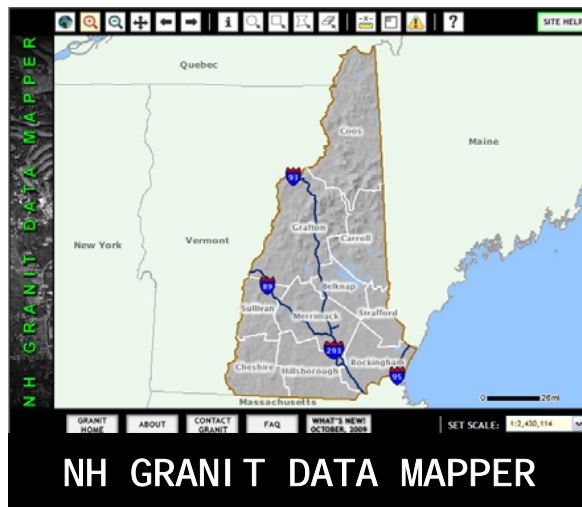 i
-x-
?
SITE HELP
NH GRANIT DATA MAPPER
Quebec
Coos
Maine
93
Grafton
Carroll
New York
Vermont
89
Belknap
Sullivan
Merrimack
Strafford
293
Rockingham
Cheshire
Hillsborough
95
Massachusetts
0 26mi
GRANIT HOME
ABOUT
CONTACT GRANIT
FAQ
WHAT'S NEW! OCTOBER, 2009
SET SCALE: 1:2,430,114
NH GRANIT DATA MAPPER